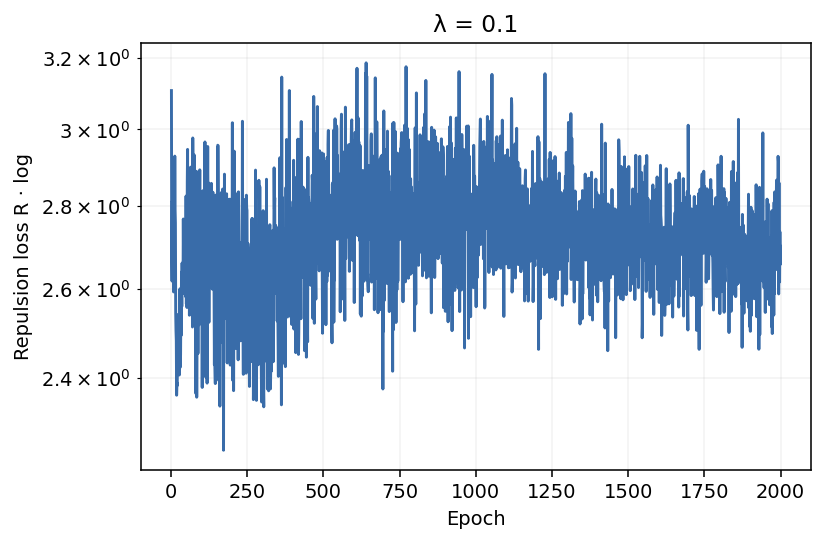 λ = 0.1
Repulsion loss R · log
3.2 × 10⁰
3 × 10⁰
2.8 × 10⁰
2.6 × 10⁰
2.4 × 10⁰
0 250 500 750 1000 1250 1500 1750 2000
Epoch